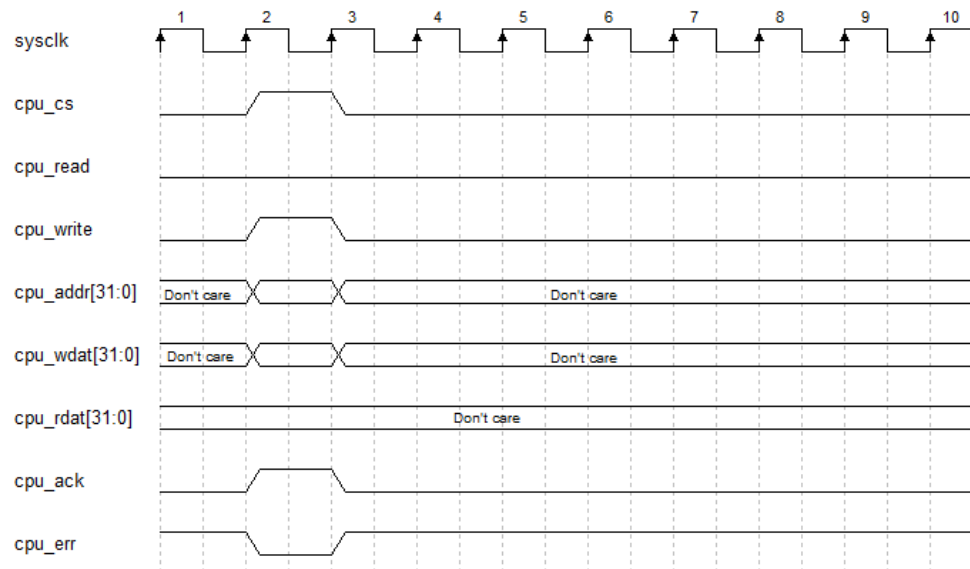 1 2 3 4 5 6 7 8 9 10
sysclk
cpu_cs
cpu_read
cpu_write
cpu_addr[31:0] Don't care Don't care
cpu_wdat[31:0] Don't care Don't care
cpu_rdat[31:0] Don't care
cpu_ack
cpu_err